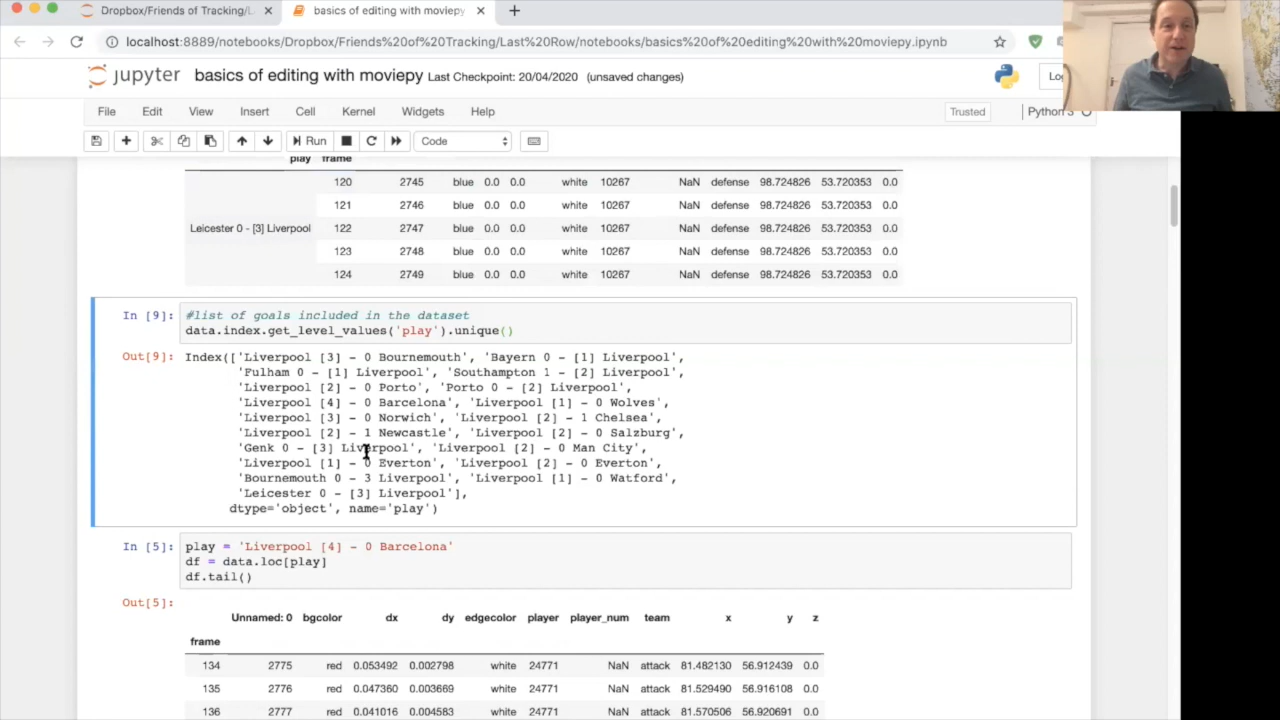 Dropbox/Friends of Tracking/L
basics of editing with moviepy
localhost:8889/notebooks/Dropbox/Friends%20of%20Tracking/Last%20Row/notebooks/basics%20of%20editing%20with%20moviepy.ipynb
jupyter basics of editing with moviepy Last Checkpoint: 20/04/2020 (unsaved changes)
File Edit View Insert Cell Kernel Widgets Help Trusted Python 3
Run Code
play frame
120 2745 blue 0.0 0.0 white 10267 NaN defense 98.724826 53.720353 0.0
121 2746 blue 0.0 0.0 white 10267 NaN defense 98.724826 53.720353 0.0
Leicester 0 - [3] Liverpool 122 2747 blue 0.0 0.0 white 10267 NaN defense 98.724826 53.720353 0.0
123 2748 blue 0.0 0.0 white 10267 NaN defense 98.724826 53.720353 0.0
124 2749 blue 0.0 0.0 white 10267 NaN defense 98.724826 53.720353 0.0
In [9]: #list of goals included in the dataset
data.index.get_level_values('play').unique()
Out[9]: Index(['Liverpool [3] - 0 Bournemouth', 'Bayern 0 - [1] Liverpool',
'Fulham 0 - [1] Liverpool', 'Southampton 1 - [2] Liverpool',
'Liverpool [2] - 0 Porto', 'Porto 0 - [2] Liverpool',
'Liverpool [4] - 0 Barcelona', 'Liverpool [1] - 0 Wolves',
'Liverpool [3] - 0 Norwich', 'Liverpool [2] - 1 Chelsea',
'Liverpool [2] - 1 Newcastle', 'Liverpool [2] - 0 Salzburg',
'Genk 0 - [3] Liverpool', 'Liverpool [2] - 0 Man City',
'Liverpool [1] - 0 Everton', 'Liverpool [2] - 0 Everton',
'Bournemouth 0 - 3 Liverpool', 'Liverpool [1] - 0 Watford',
'Leicester 0 - [3] Liverpool'],
dtype='object', name='play')
In [5]: play = 'Liverpool [4] - 0 Barcelona'
df = data.loc[play]
df.tail()
Out[5]:
Unnamed: 0 bgcolor dx dy edgecolor player player_num team x y z
frame
134 2775 red 0.053492 0.002798 white 24771 NaN attack 81.482130 56.912439 0.0
135 2776 red 0.047360 0.003669 white 24771 NaN attack 81.529490 56.916108 0.0
136 2777 red 0.041016 0.004583 white 24771 NaN attack 81.570506 56.920691 0.0